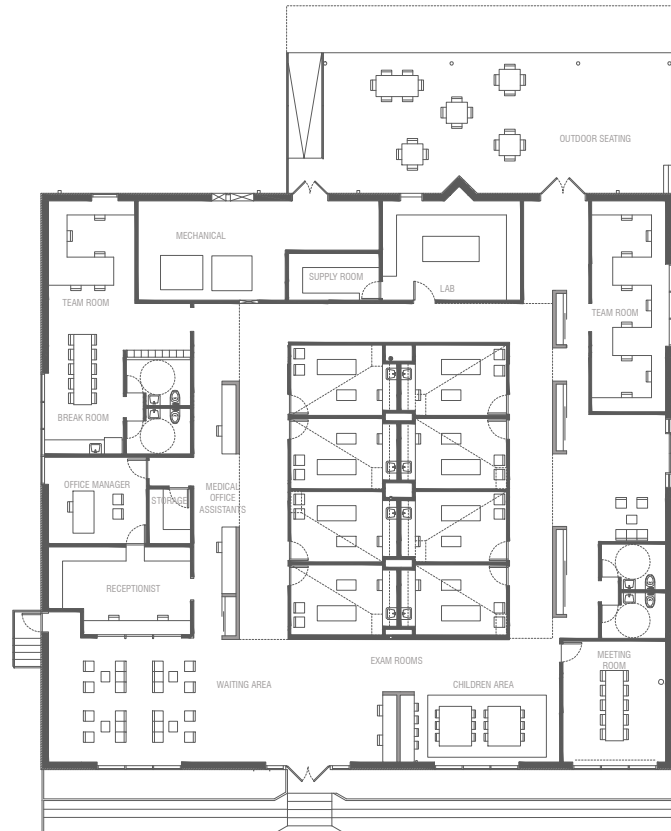 OUTDOOR SEATING
MECHANICAL
SUPPLY ROOM
LAB
TEAM ROOM
TEAM ROOM
BREAK ROOM
OFFICE MANAGER
STORAGE
MEDICAL
OFFICE
ASSISTANTS
RECEPTIONIST
EXAM ROOMS
MEETING
ROOM
WAITING AREA
CHILDREN AREA